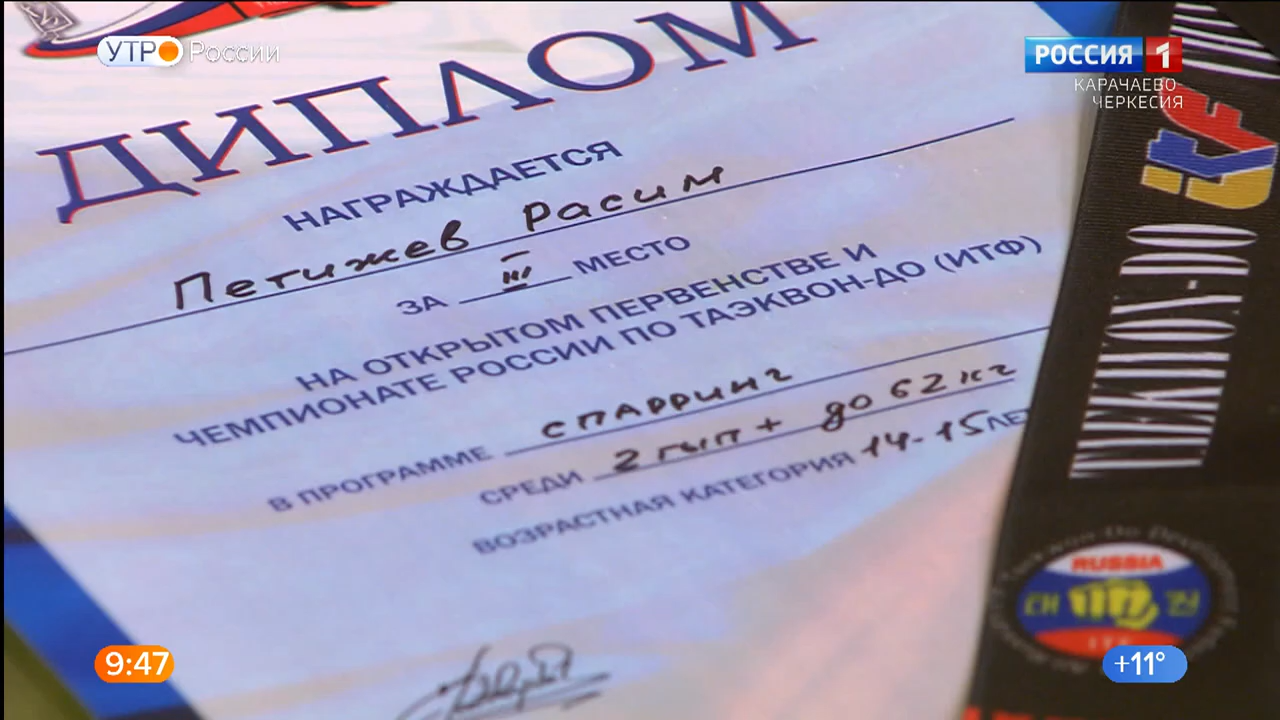 УТРО России
РОССИЯ 1
КАРАЧАЕВО-
ЧЕРКЕСИЯ
ДИПЛОМ
НАГРАЖДАЕТСЯ
Петижев Расим
ЗА III МЕСТО
НА ОТКРЫТОМ ПЕРВЕНСТВЕ И
ЧЕМПИОНАТЕ РОССИИ ПО ТАЭКВОН-ДО (ИТФ)
В ПРОГРАММЕ спарринг
СРЕДИ 2 гып + до 62 кг
ВОЗРАСТНАЯ КАТЕГОРИЯ 14-15 ЛЕ
RUSSIA
9:47
+11°